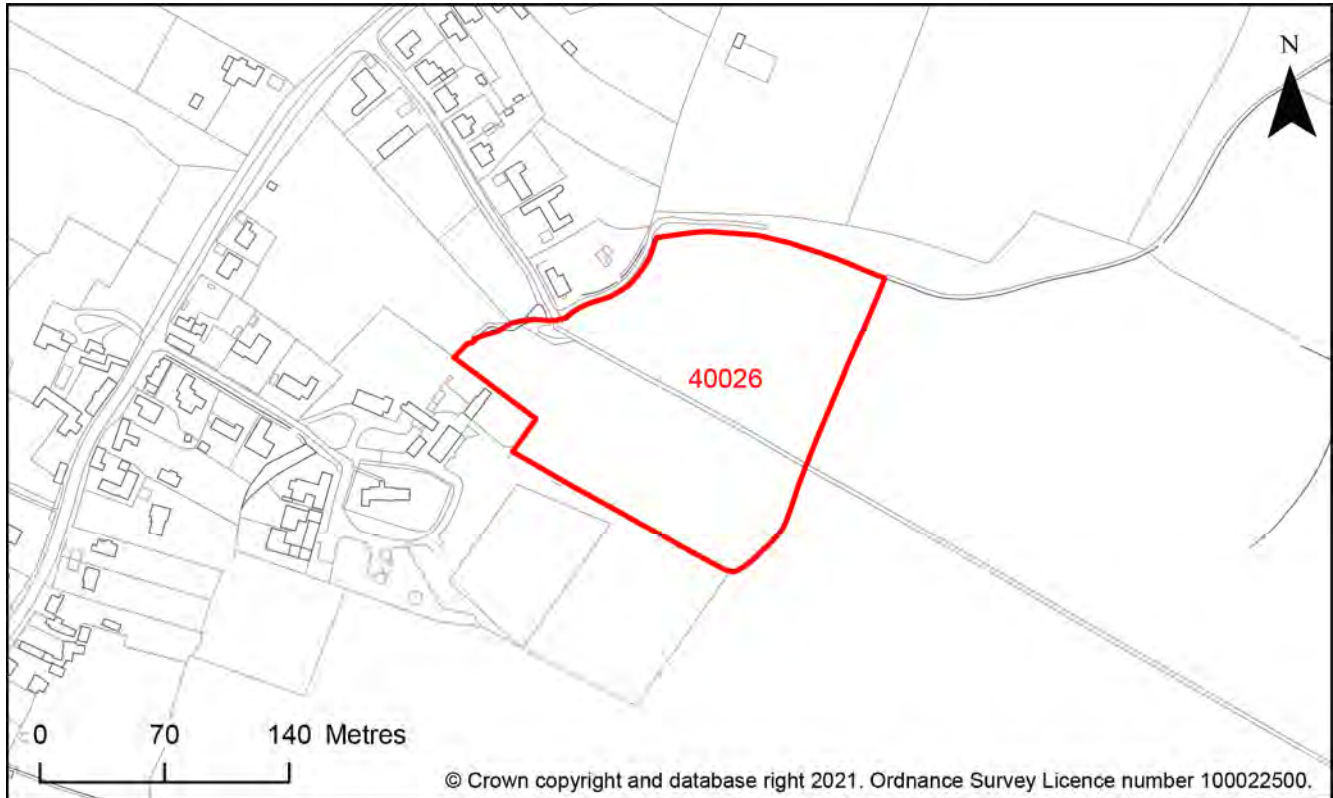 N
40026
0 70 140 Metres
© Crown copyright and database right 2021. Ordnance Survey Licence number 100022500.